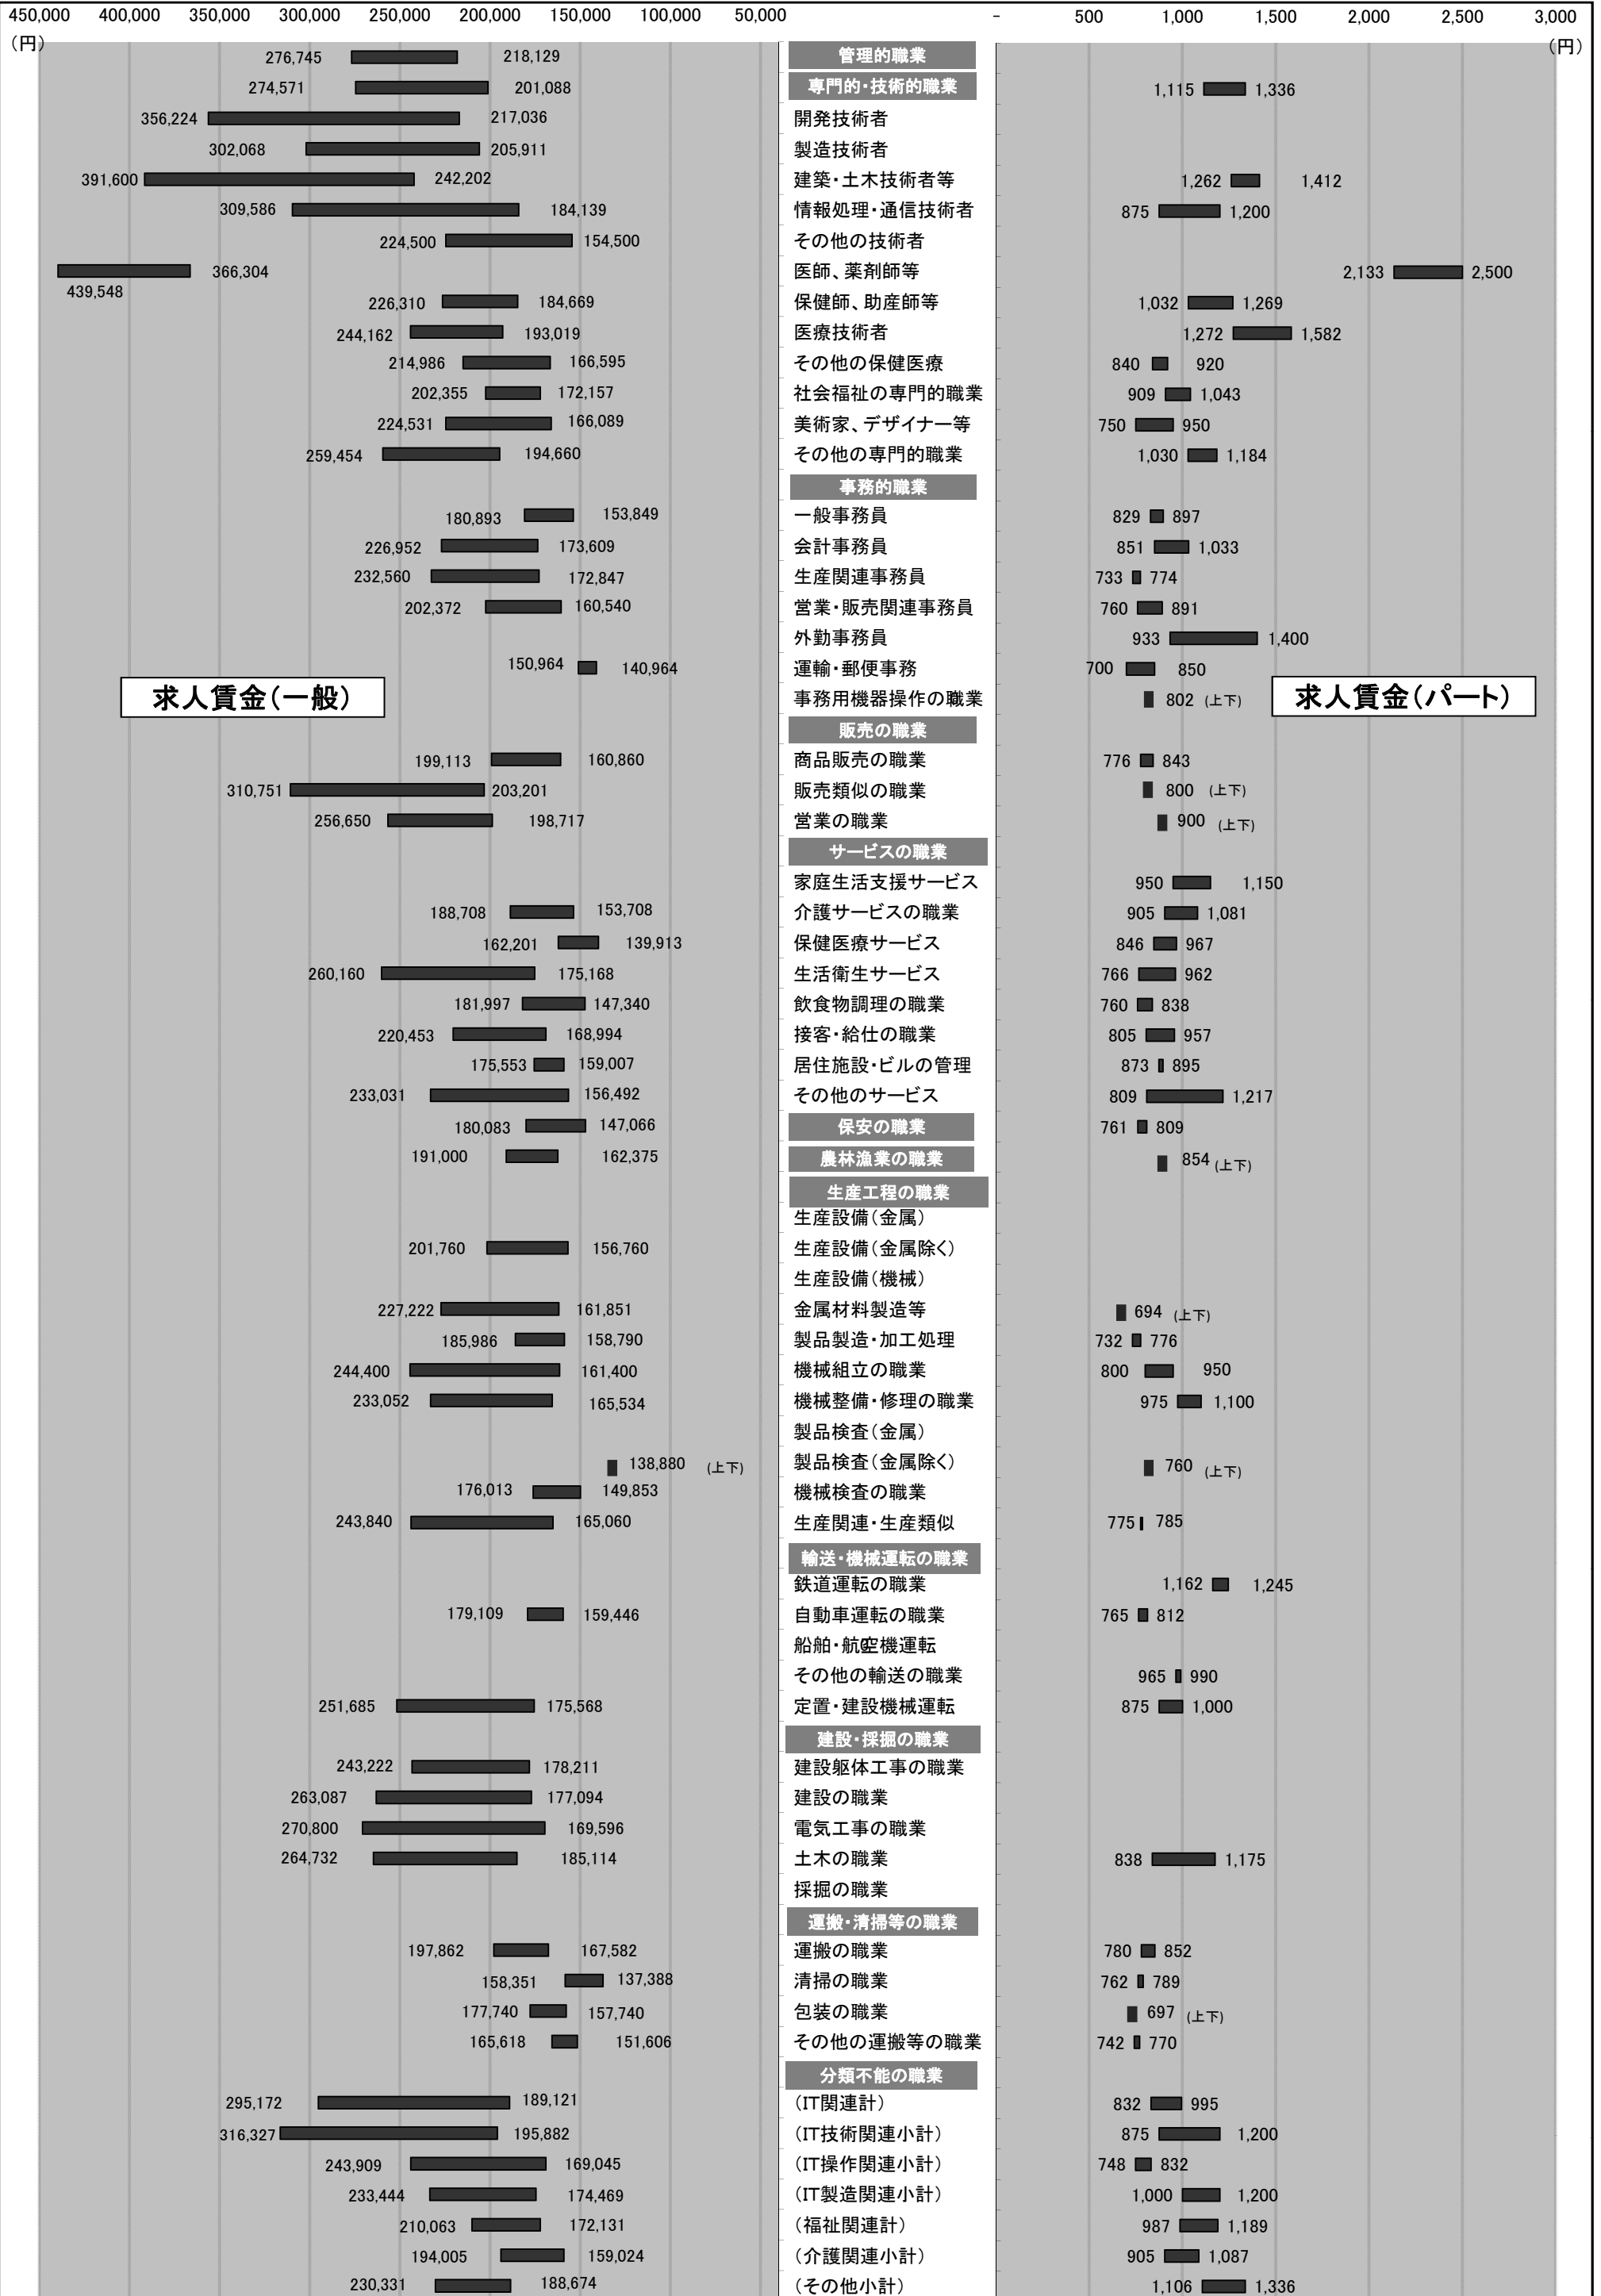 450,000 400,000 350,000 300,000 250,000 200,000 150,000 100,000 50,000 - 500 1,000 1,500 2,000 2,500 3,000
(円) (円)
276,745 218,129 管理的職業
274,571 201,088 専門的・技術的職業 1,115 1,336
356,224 217,036 開発技術者
302,068 205,911 製造技術者
391,600 242,202 建築・土木技術者等 1,262 1,412
309,586 184,139 情報処理・通信技術者 875 1,200
224,500 154,500 その他の技術者
439,548 366,304 医師、薬剤師等 2,133 2,500
226,310 184,669 保健師、助産師等 1,032 1,269
244,162 193,019 医療技術者 1,272 1,582
214,986 166,595 その他の保健医療 840 920
202,355 172,157 社会福祉の専門的職業 909 1,043
224,531 166,089 美術家、デザイナー等 750 950
259,454 194,660 その他の専門的職業 1,030 1,184
事務的職業
180,893 153,849 一般事務員 829 897
226,952 173,609 会計事務員 851 1,033
232,560 172,847 生産関連事務員 733 774
202,372 160,540 営業・販売関連事務員 760 891
外勤事務員 933 1,400
150,964 140,964 運輸・郵便事務 700 850
求人賃金(一般) 事務用機器操作の職業 802 (上下) 求人賃金(パート)
販売の職業
199,113 160,860 商品販売の職業 776 843
310,751 203,201 販売類似の職業 800 (上下)
256,650 198,717 営業の職業 900 (上下)
サービスの職業
家庭生活支援サービス 950 1,150
188,708 153,708 介護サービスの職業 905 1,081
162,201 139,913 保健医療サービス 846 967
260,160 175,168 生活衛生サービス 766 962
181,997 147,340 飲食物調理の職業 760 838
220,453 168,994 接客・給仕の職業 805 957
175,553 159,007 居住施設・ビルの管理 873 895
233,031 156,492 その他のサービス 809 1,217
180,083 147,066 保安の職業 761 809
191,000 162,375 農林漁業の職業 854 (上下)
生産工程の職業
生産設備(金属)
201,760 156,760 生産設備(金属除く)
生産設備(機械)
227,222 161,851 金属材料製造等 694 (上下)
185,986 158,790 製品製造・加工処理 732 776
244,400 161,400 機械組立の職業 800 950
233,052 165,534 機械整備・修理の職業 975 1,100
製品検査(金属)
138,880 (上下) 製品検査(金属除く) 760 (上下)
176,013 149,853 機械検査の職業
243,840 165,060 生産関連・生産類似 775 785
輸送・機械運転の職業
鉄道運転の職業 1,162 1,245
179,109 159,446 自動車運転の職業 765 812
船舶・航空機運転
その他の輸送の職業 965 990
251,685 175,568 定置・建設機械運転 875 1,000
建設・採掘の職業
243,222 178,211 建設躯体工事の職業
263,087 177,094 建設の職業
270,800 169,596 電気工事の職業
264,732 185,114 土木の職業 838 1,175
採掘の職業
運搬・清掃等の職業
197,862 167,582 運搬の職業 780 852
158,351 137,388 清掃の職業 762 789
177,740 157,740 包装の職業 697 (上下)
165,618 151,606 その他の運搬等の職業 742 770
分類不能の職業
295,172 189,121 (IT関連計) 832 995
316,327 195,882 (IT技術関連小計) 875 1,200
243,909 169,045 (IT操作関連小計) 748 832
233,444 174,469 (IT製造関連小計) 1,000 1,200
210,063 172,131 (福祉関連計) 987 1,189
194,005 159,024 (介護関連小計) 905 1,087
230,331 188,674 (その他小計) 1,106 1,336